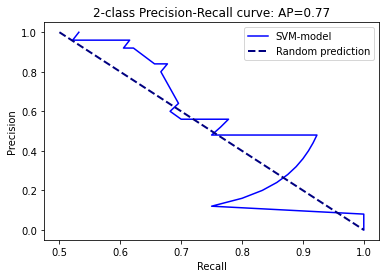 2-class Precision-Recall curve: AP=0.77
SVM-model
Random prediction
Precision
1.0
0.8
0.6
0.4
0.2
0.0
0.5 0.6 0.7 0.8 0.9 1.0
Recall